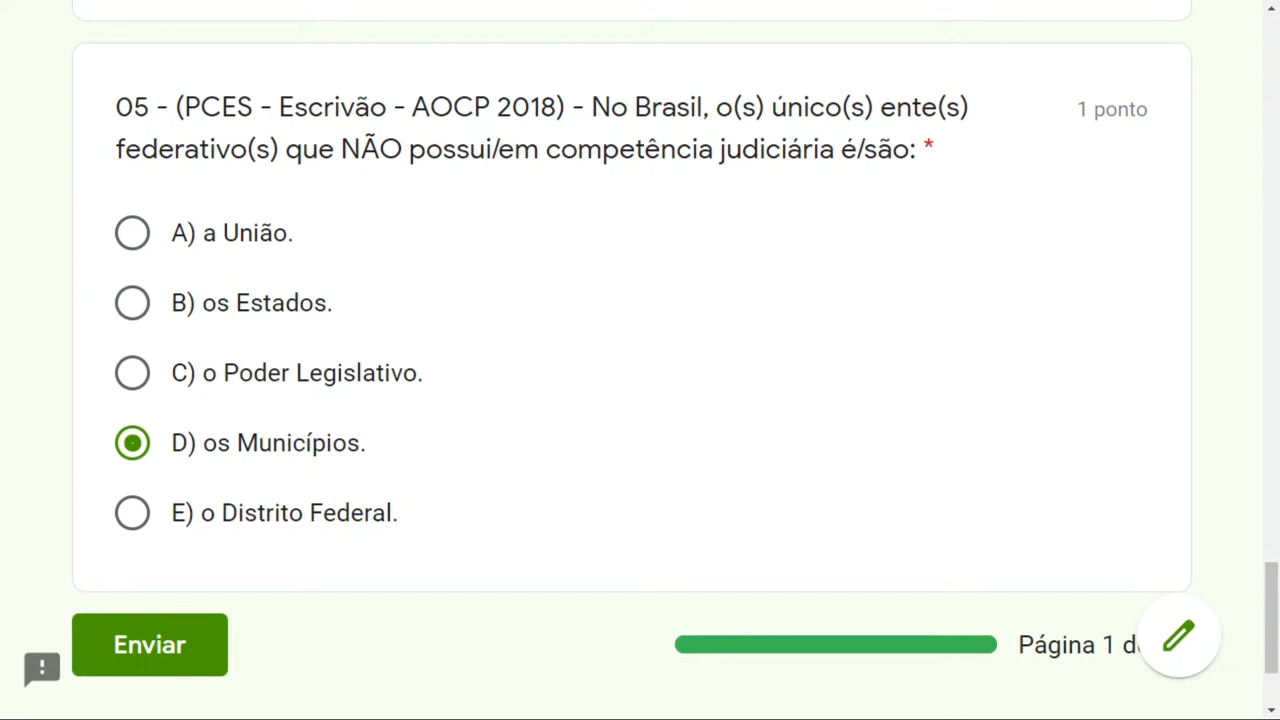 05 - (PCES - Escrivão - AOCP 2018) - No Brasil, o(s) único(s) ente(s)
federativo(s) que NÃO possui/em competência judiciária é/são: *
1 ponto
A) a União.
B) os Estados.
C) o Poder Legislativo.
D) os Municípios.
E) o Distrito Federal.
Enviar
Página 1